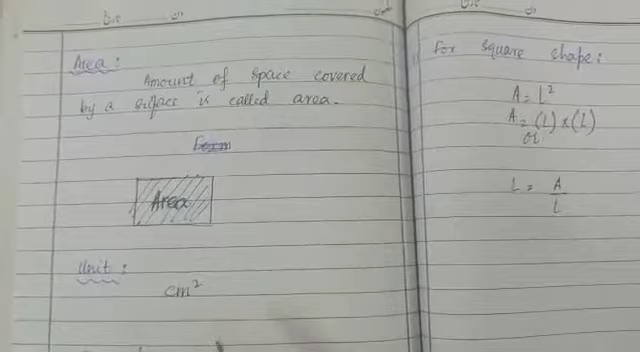 Area:
Amount of space covered
by a surface is called area.
Form
Area
Unit:
cm²
For square shape:
A = L²
A = (L) × (L)
or
L = A
L